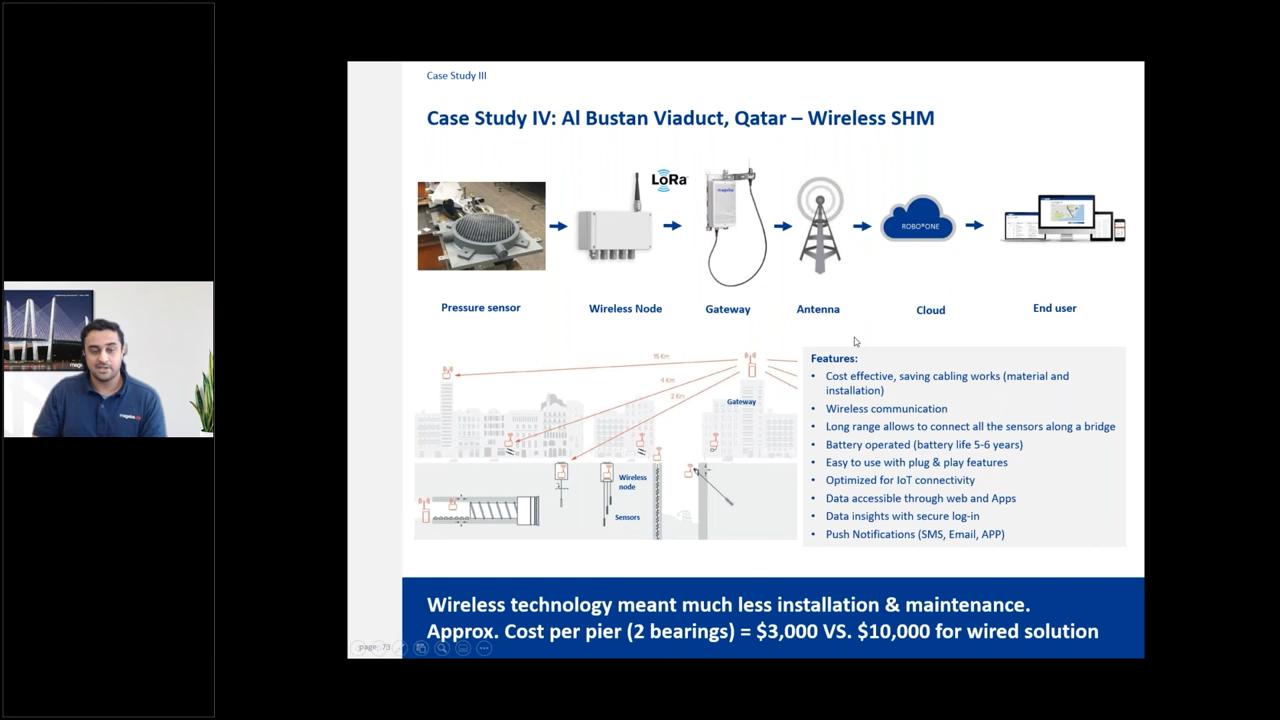 Case Study III
Case Study IV: Al Bustan Viaduct, Qatar – Wireless SHM
LoRa
mageba
ROBO®ONE
Pressure sensor
Wireless Node
Gateway
Antenna
Cloud
End user
15 Km
4 Km
2 Km
Gateway
Wireless
node
Sensors
Features:
• Cost effective, saving cabling works (material and
installation)
• Wireless communication
• Long range allows to connect all the sensors along a bridge
• Battery operated (battery life 5-6 years)
• Easy to use with plug & play features
• Optimized for IoT connectivity
• Data accessible through web and Apps
• Data insights with secure log-in
• Push Notifications (SMS, Email, APP)
Wireless technology meant much less installation & maintenance.
Approx. Cost per pier (2 bearings) = $3,000 VS. $10,000 for wired solution
page: 73
mageba